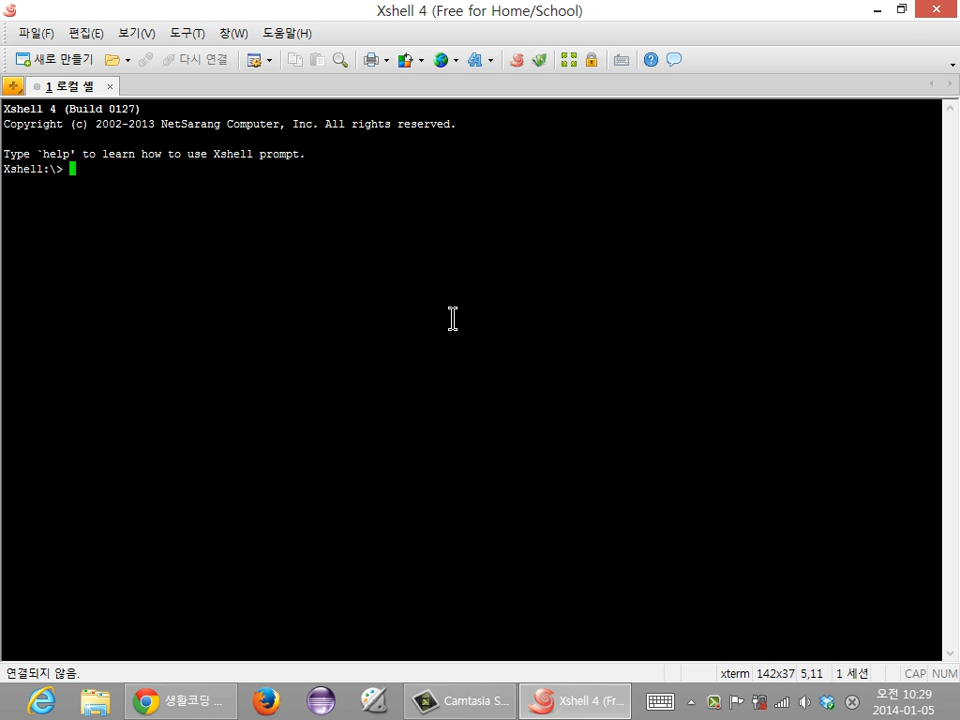 Xshell 4 (Free for Home/School)
파일(F) 편집(E) 보기(V) 도구(T) 창(W) 도움말(H)
새로 만들기 다시 연결
1 로컬 셸
Xshell 4 (Build 0127)
Copyright (c) 2002-2013 NetSarang Computer, Inc. All rights reserved.
Type `help' to learn how to use Xshell prompt.
Xshell:\>
연결되지 않음. xterm 142x37 5,11 1 세션 CAP NUM
생활코딩 ... Camtasia S... Xshell 4 (Fr... 오전 10:29
2014-01-05